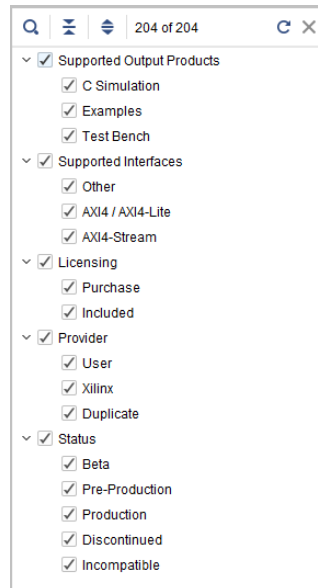 204 of 204
Supported Output Products
C Simulation
Examples
Test Bench
Supported Interfaces
Other
AXI4 / AXI4-Lite
AXI4-Stream
Licensing
Purchase
Included
Provider
User
Xilinx
Duplicate
Status
Beta
Pre-Production
Production
Discontinued
Incompatible